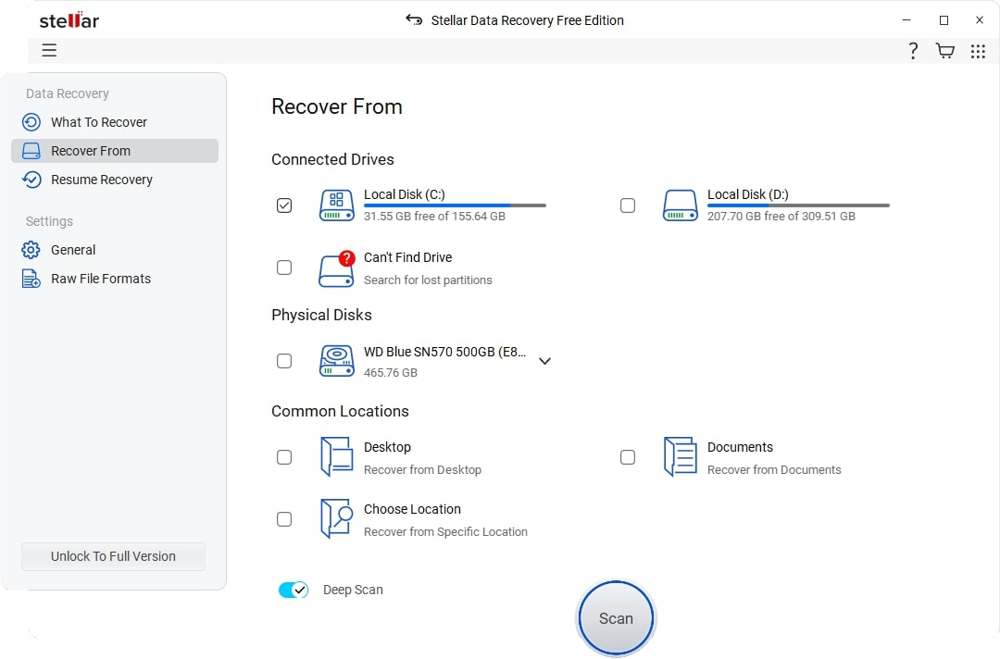 stellar
Stellar Data Recovery Free Edition
?
Data Recovery
What To Recover
Recover From
Resume Recovery
Settings
General
Raw File Formats
Unlock To Full Version
Recover From
Connected Drives
Local Disk (C:)
31.55 GB free of 155.64 GB
Local Disk (D:)
207.70 GB free of 309.51 GB
?
Can't Find Drive
Search for lost partitions
Physical Disks
WD Blue SN570 500GB (E8...
465.76 GB
Common Locations
Desktop
Recover from Desktop
Documents
Recover from Documents
Choose Location
Recover from Specific Location
Deep Scan
Scan